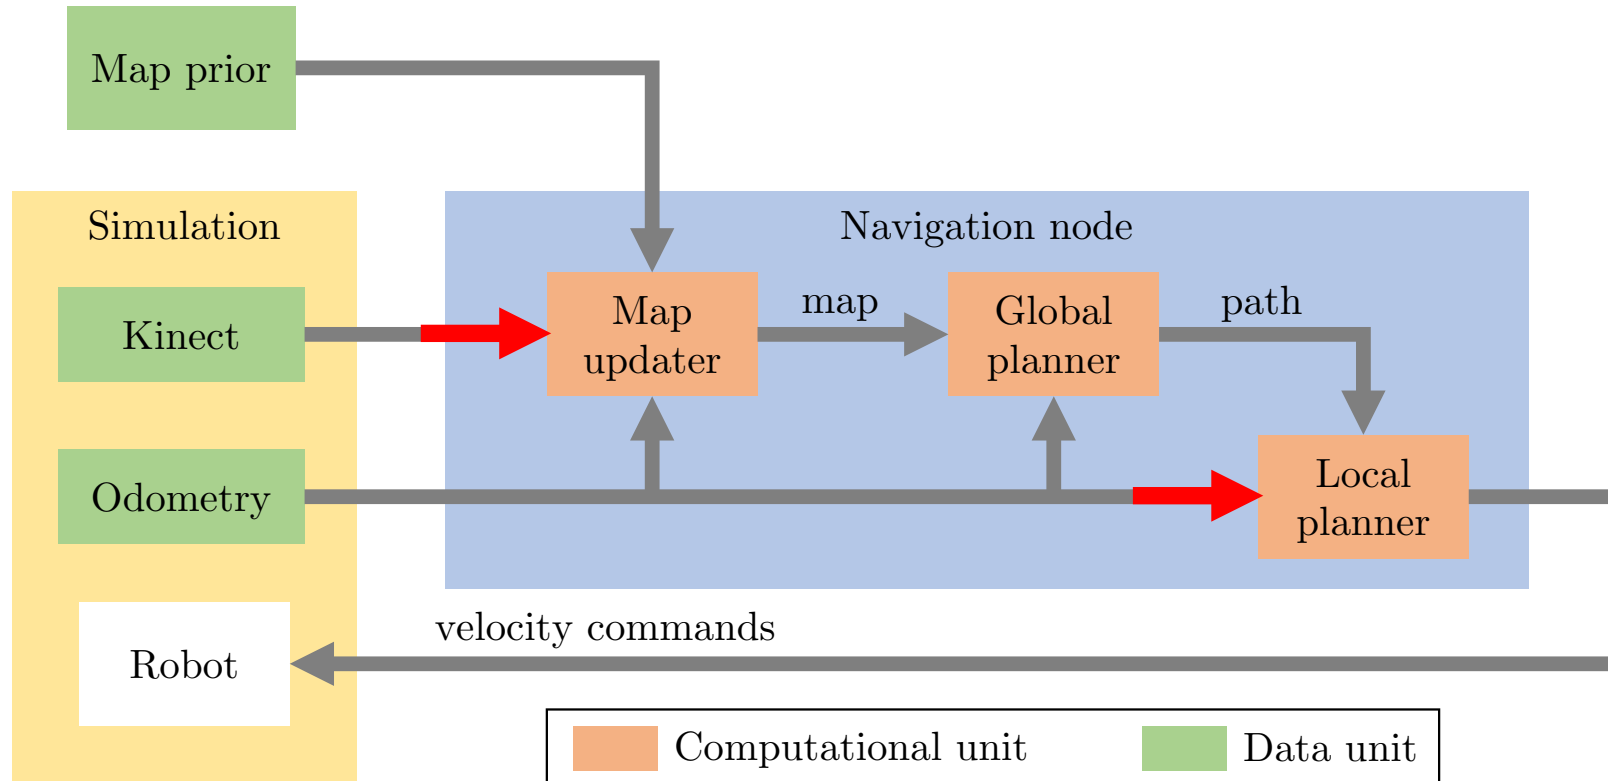 Map prior
Simulation
Navigation node
Kinect
Map
updater
map
Global
planner
path
Odometry
Local
planner
velocity commands
Robot
Computational unit
Data unit